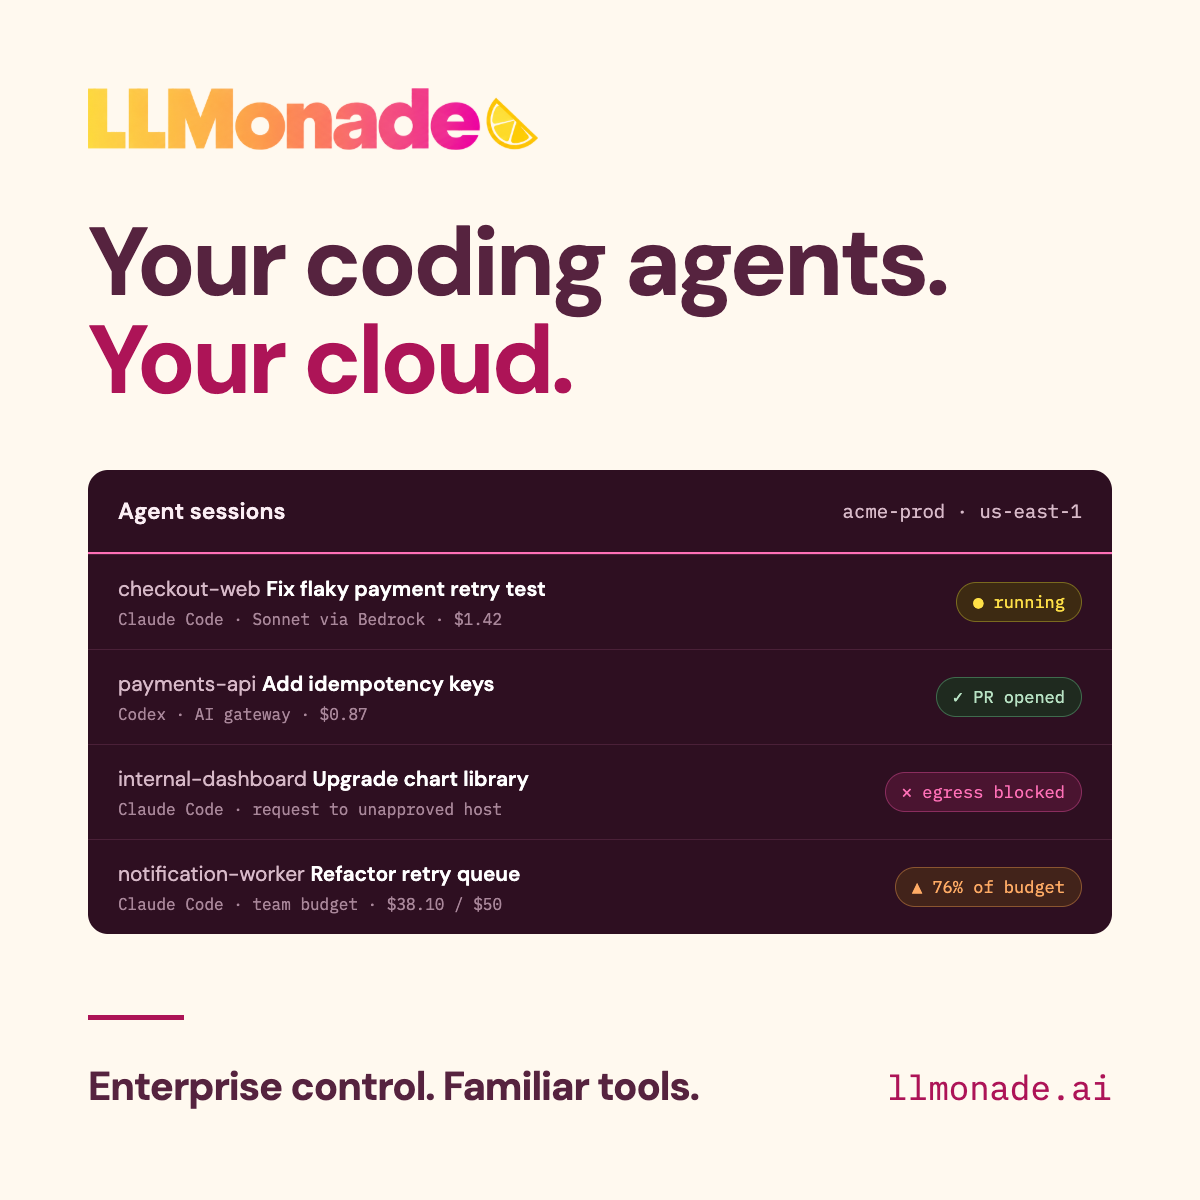 LLMonade
Your coding agents.
Your cloud.
Agent sessions
acme-prod · us-east-1
checkout-web Fix flaky payment retry test
Claude Code · Sonnet via Bedrock · $1.42
● running
payments-api Add idempotency keys
Codex · AI gateway · $0.87
✓ PR opened
internal-dashboard Upgrade chart library
Claude Code · request to unapproved host
× egress blocked
notification-worker Refactor retry queue
Claude Code · team budget · $38.10 / $50
▲ 76% of budget
Enterprise control. Familiar tools.
llmonade.ai